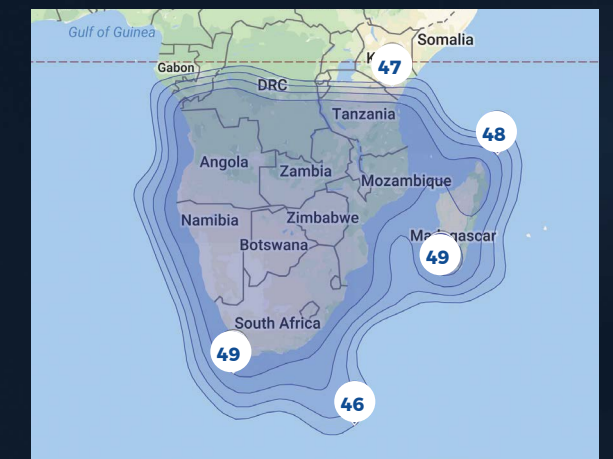 Gulf of Guinea
Somalia
K
47
Gabon
DRC
Tanzania
48
Angola
Zambia
Mozambique
Namibia
Zimbabwe
Botswana
Madagascar
49
South Africa
49
46